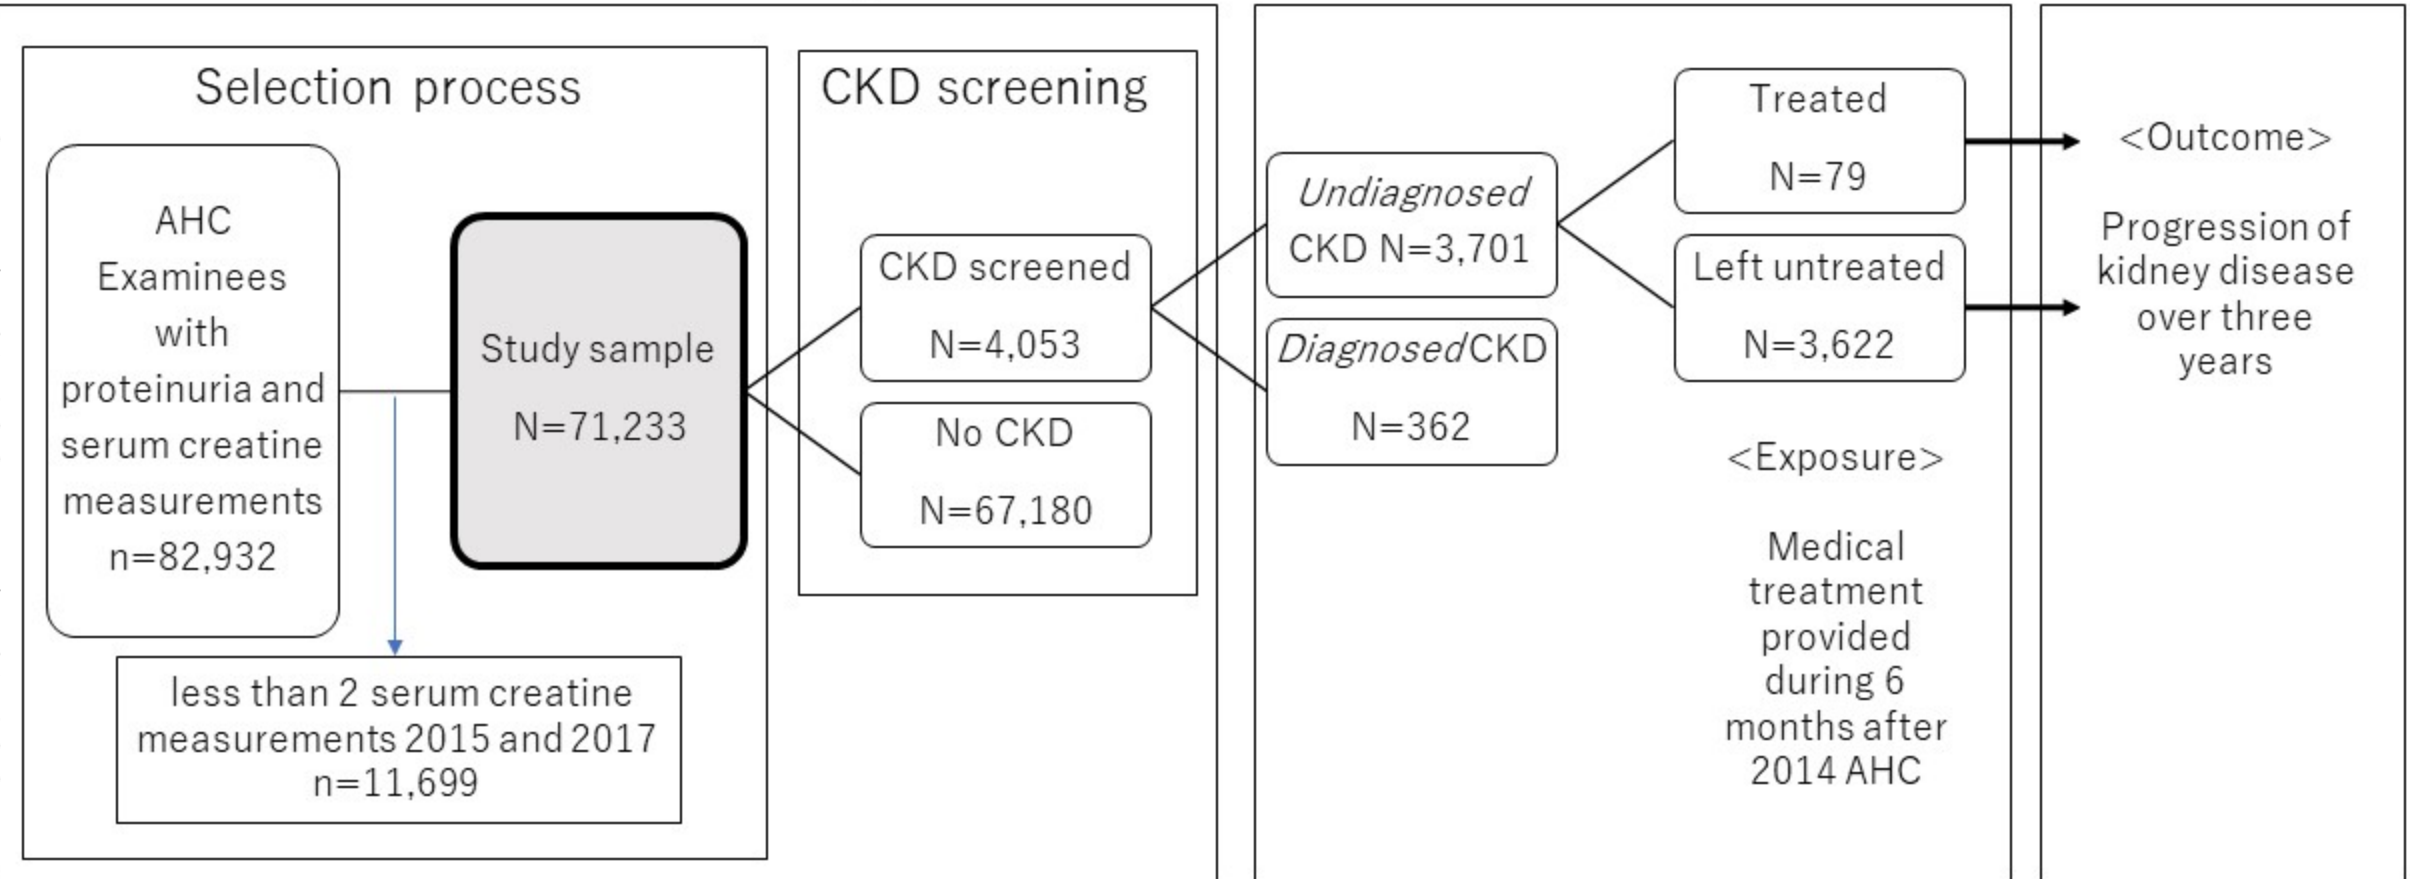 Selection process
AHC
Examinees
with
proteinuria and
serum creatine
measurements
n=82,932
less than 2 serum creatine
measurements 2015 and 2017
n=11,699
Study sample
N=71,233
CKD screening
CKD screened
N=4,053
No CKD
N=67,180
Undiagnosed
CKD N=3,701
Diagnosed CKD
N=362
Treated
N=79
Left untreated
N=3,622
<Exposure>
Medical
treatment
provided
during 6
months after
2014 AHC
<Outcome>
Progression of
kidney disease
over three
years